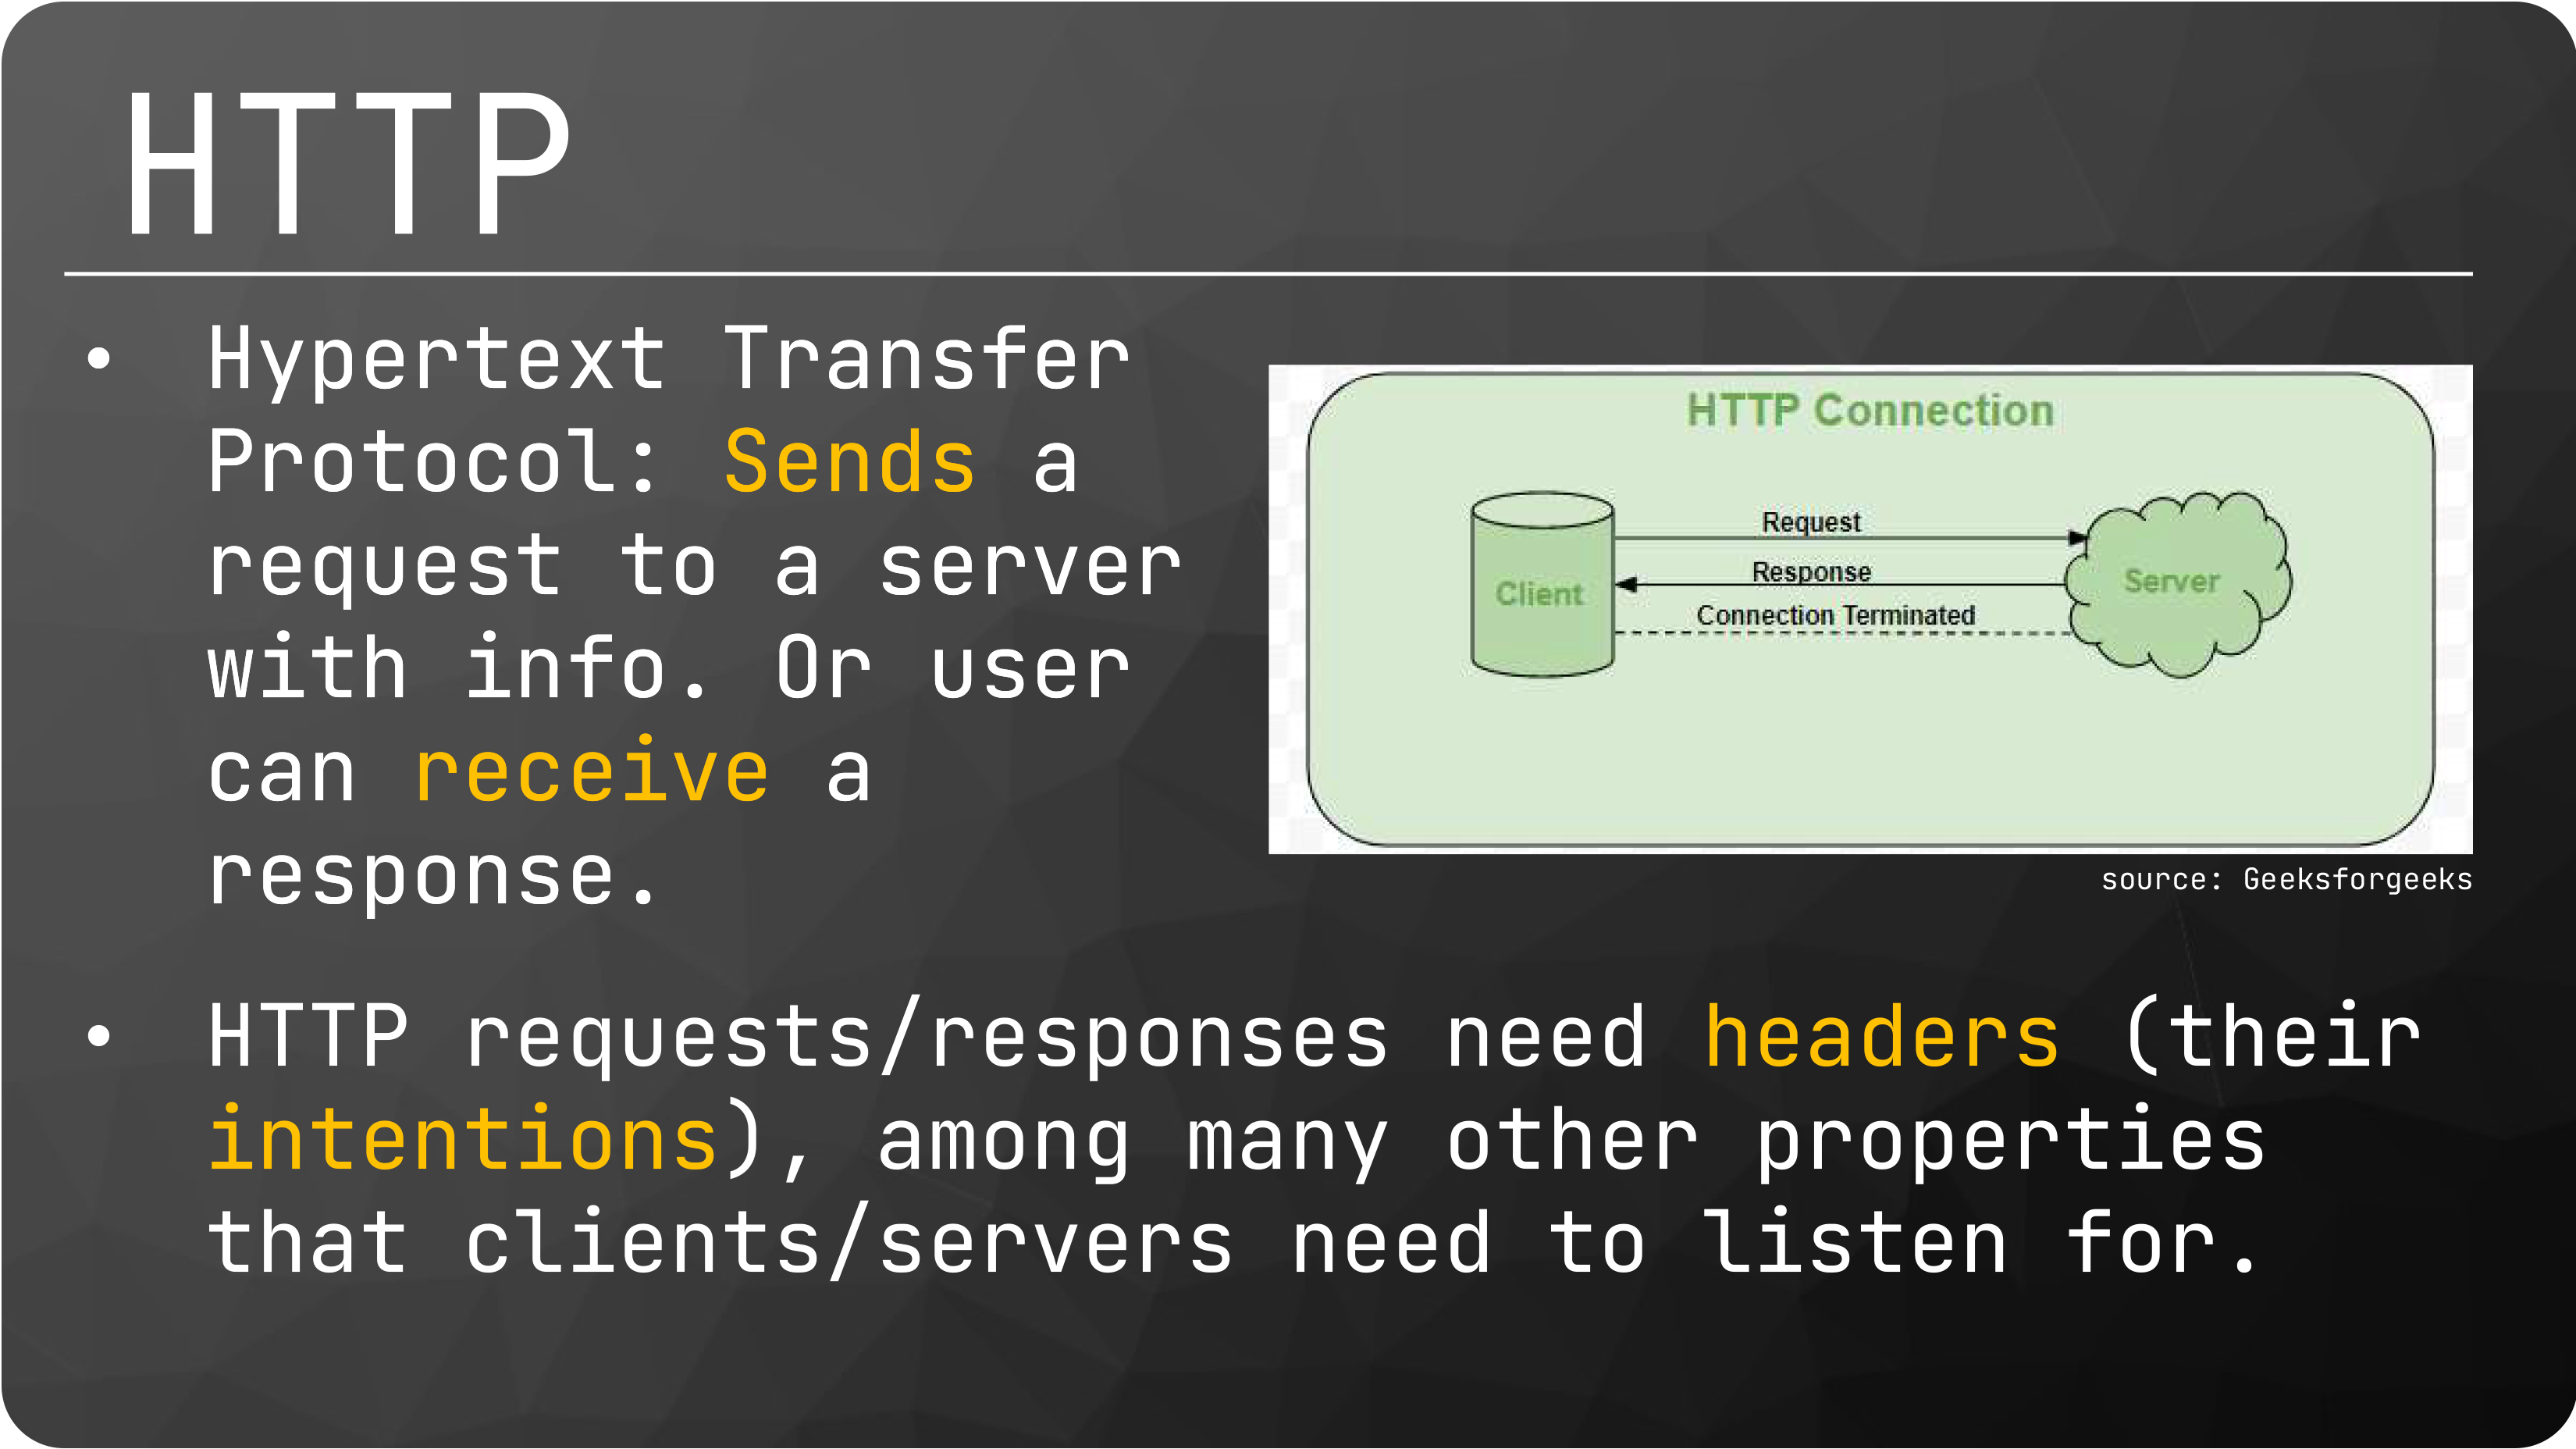 HTTP
• Hypertext Transfer
Protocol: Sends a
request to a server
with info. Or user
can receive a
response.
HTTP Connection
Request
Response
Client
Server
Connection Terminated
source: Geeksforgeeks
• HTTP requests/responses need headers (their
intentions), among many other properties
that clients/servers need to listen for.